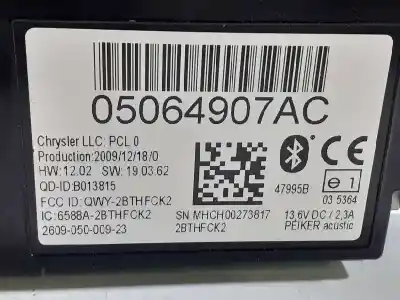 05064907AC
Chrysler LLC: PCL 0
Production:2009/12/18/0
HW: 12.02 SW: 19.03.62
QD-ID:B013815
FCC ID: QWY-2BTHFCK2
IC: 6588A-2BTHFCK2
2609-050-009-23
SN MHCH00273817
2BTHFCK2
47995B
1
03 5364
13,6V DC / 2,3A
PEIKER acustic